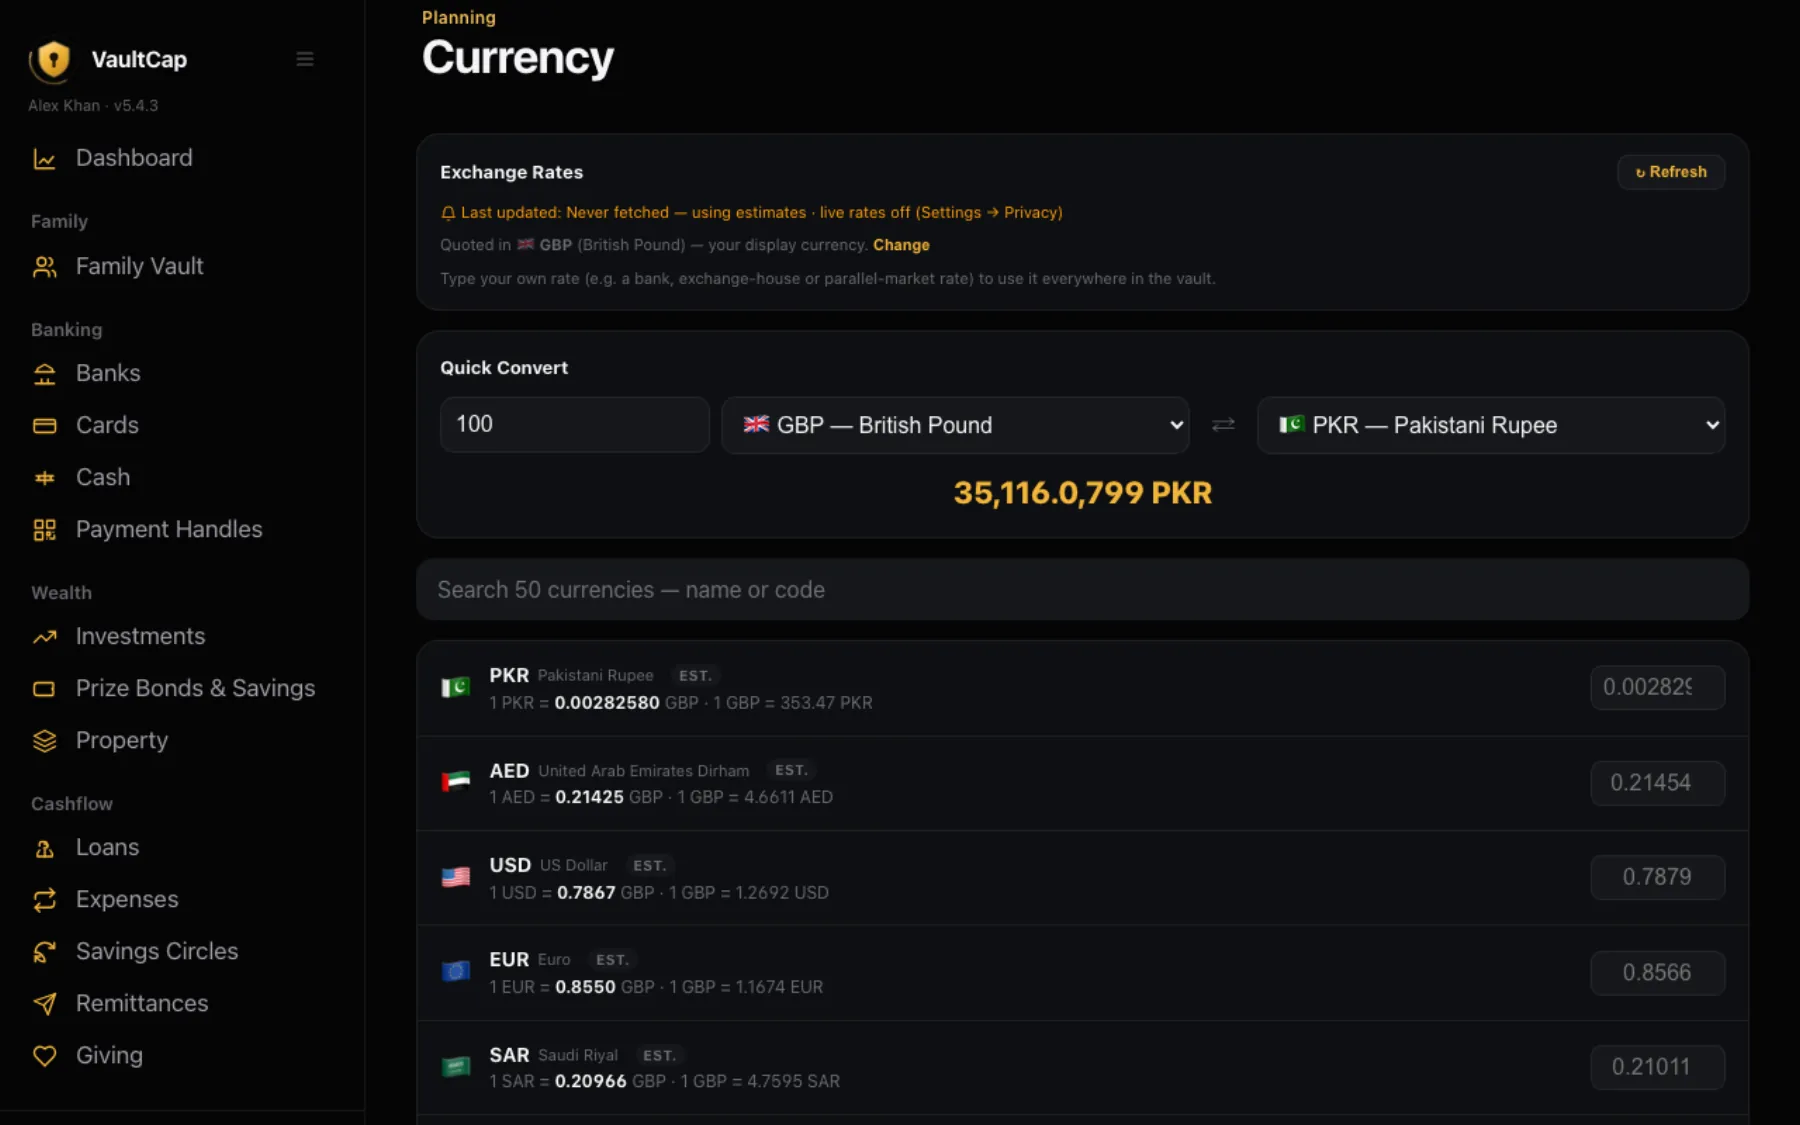 VaultCap
Alex Khan · v5.4.3
Dashboard
Family
Family Vault
Banking
Banks
Cards
Cash
Payment Handles
Wealth
Investments
Prize Bonds & Savings
Property
Cashflow
Loans
Expenses
Savings Circles
Remittances
Giving
Planning
Currency
Exchange Rates
↻ Refresh
Last updated: Never fetched — using estimates · live rates off (Settings → Privacy)
Quoted in 🇬🇧 GBP (British Pound) — your display currency. Change
Type your own rate (e.g. a bank, exchange-house or parallel-market rate) to use it everywhere in the vault.
Quick Convert
100
🇬🇧 GBP — British Pound
⇄
🇵🇰 PKR — Pakistani Rupee
35,116.0,799 PKR
Search 50 currencies — name or code
PKR Pakistani Rupee EST.
1 PKR = 0.00282580 GBP · 1 GBP = 353.47 PKR
0.002829
AED United Arab Emirates Dirham EST.
1 AED = 0.21425 GBP · 1 GBP = 4.6611 AED
0.21454
USD US Dollar EST.
1 USD = 0.7867 GBP · 1 GBP = 1.2692 USD
0.7879
EUR Euro EST.
1 EUR = 0.8550 GBP · 1 GBP = 1.1674 EUR
0.8566
SAR Saudi Riyal EST.
1 SAR = 0.20966 GBP · 1 GBP = 4.7595 SAR
0.21011